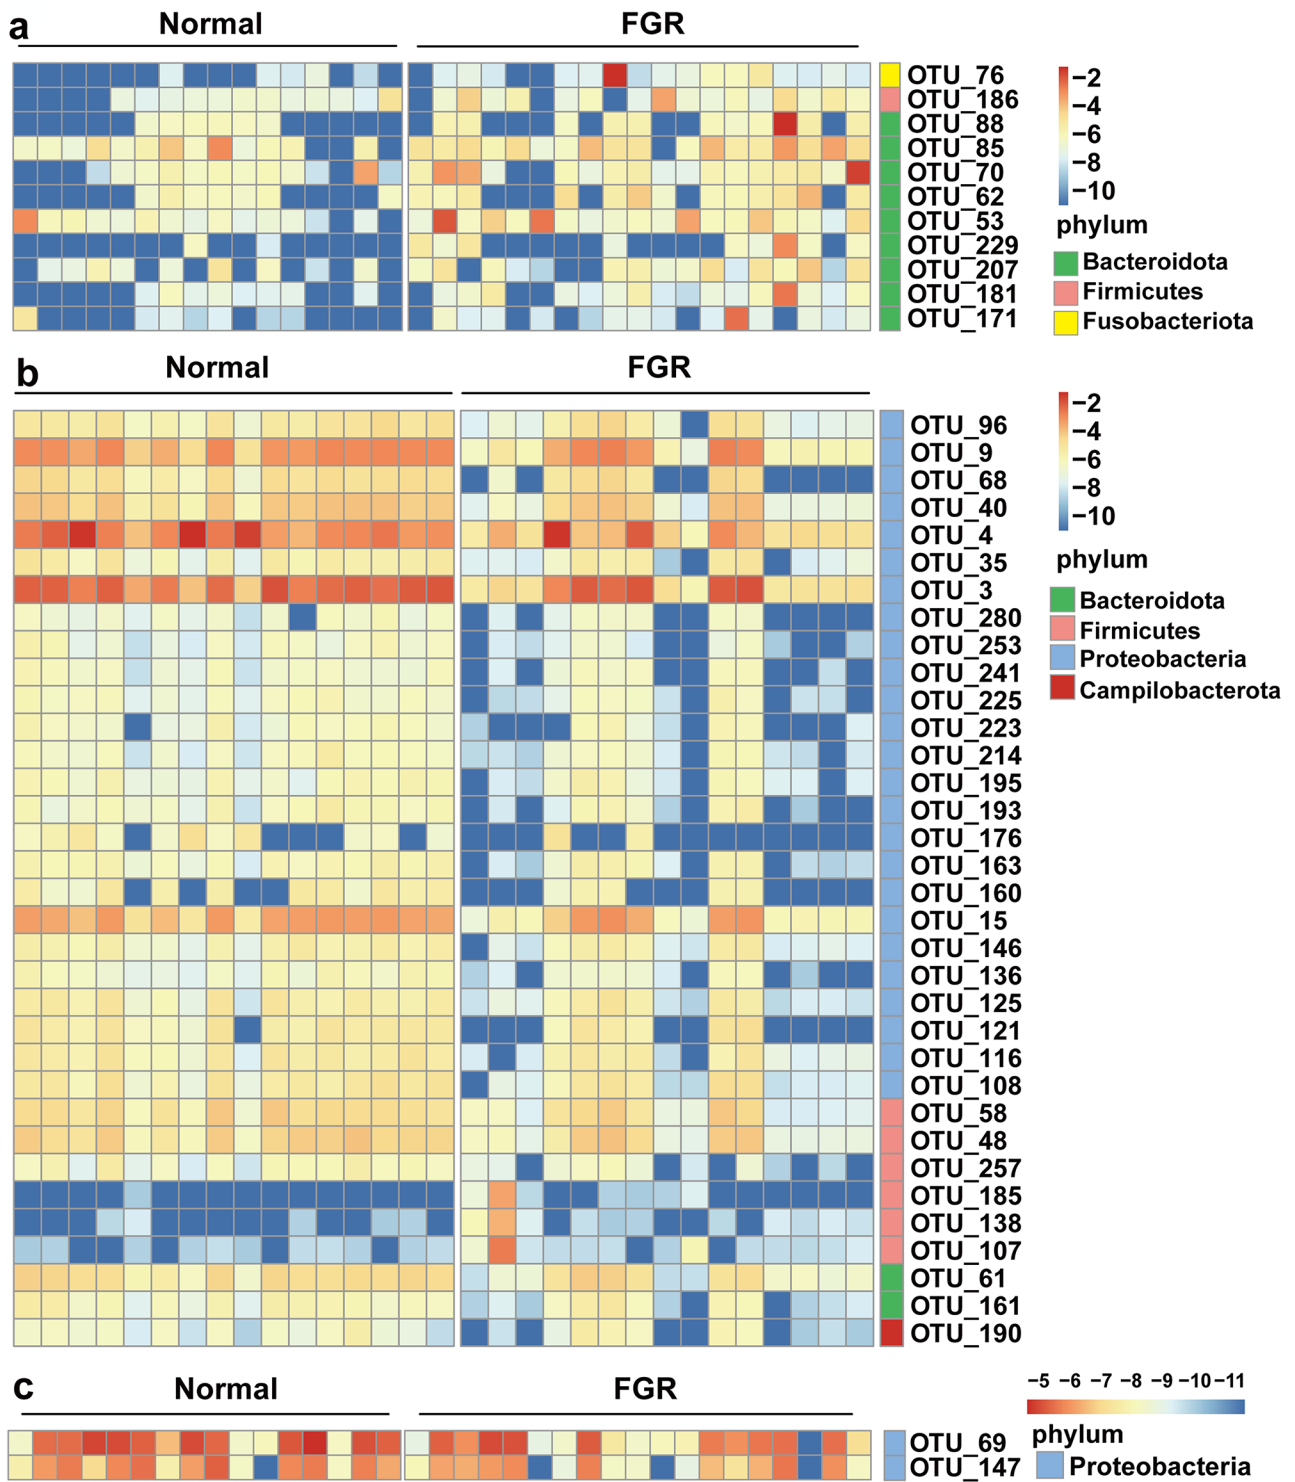 a
Normal
FGR
OTU_76
OTU_186
OTU_88
OTU_85
OTU_70
OTU_62
OTU_53
OTU_229
OTU_207
OTU_181
OTU_171
−2
−4
−6
−8
−10
phylum
Bacteroidota
Firmicutes
Fusobacteriota
b
Normal
FGR
OTU_96
OTU_9
OTU_68
OTU_40
OTU_4
OTU_35
OTU_3
OTU_280
OTU_253
OTU_241
OTU_225
OTU_223
OTU_214
OTU_195
OTU_193
OTU_176
OTU_163
OTU_160
OTU_15
OTU_146
OTU_136
OTU_125
OTU_121
OTU_116
OTU_108
OTU_58
OTU_48
OTU_257
OTU_185
OTU_138
OTU_107
OTU_61
OTU_161
OTU_190
−2
−4
−6
−8
−10
phylum
Bacteroidota
Firmicutes
Proteobacteria
Campilobacterota
c
Normal
FGR
OTU_69
OTU_147
−5 −6 −7 −8 −9 −10 −11
phylum
Proteobacteria